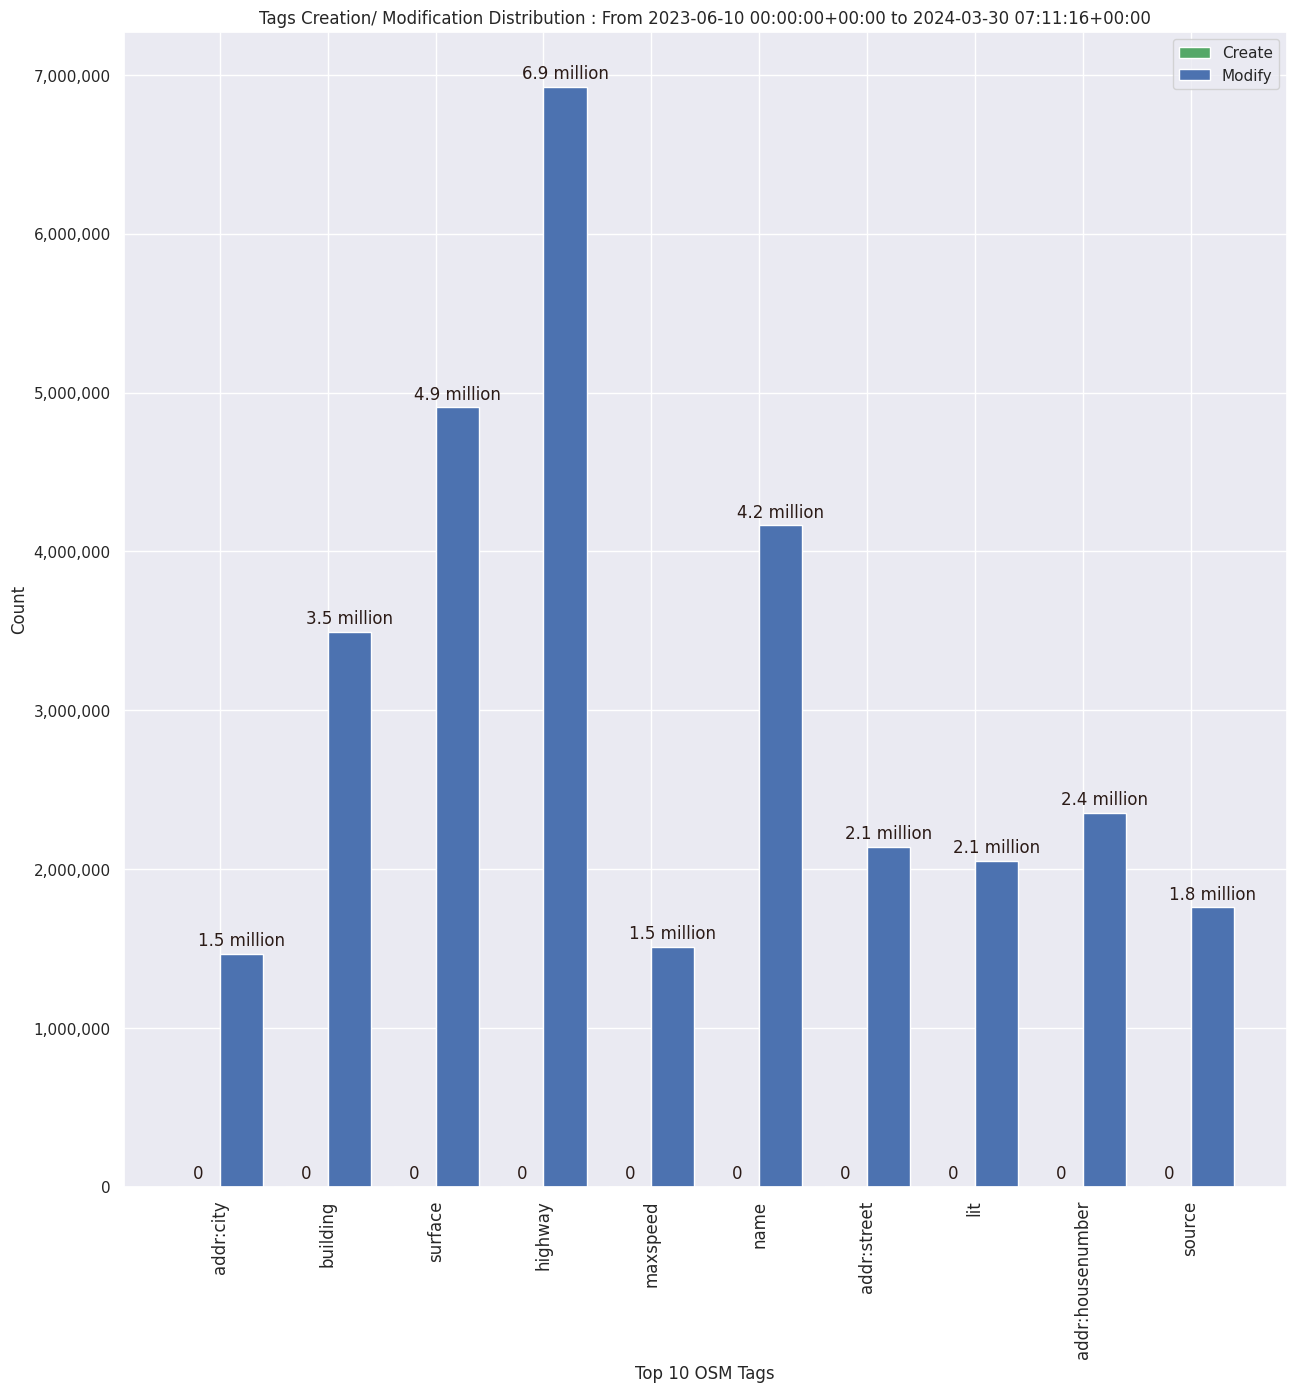 Tags Creation/ Modification Distribution : From 2023-06-10 00:00:00+00:00 to 2024-03-30 07:11:16+00:00
Create
Modify
7,000,000
6,000,000
5,000,000
4,000,000
3,000,000
2,000,000
1,000,000
0
Count
1.5 million
3.5 million
4.9 million
6.9 million
1.5 million
4.2 million
2.1 million
2.1 million
2.4 million
1.8 million
0
0
0
0
0
0
0
0
0
0
addr:city
building
surface
highway
maxspeed
name
addr:street
lit
addr:housenumber
source
Top 10 OSM Tags